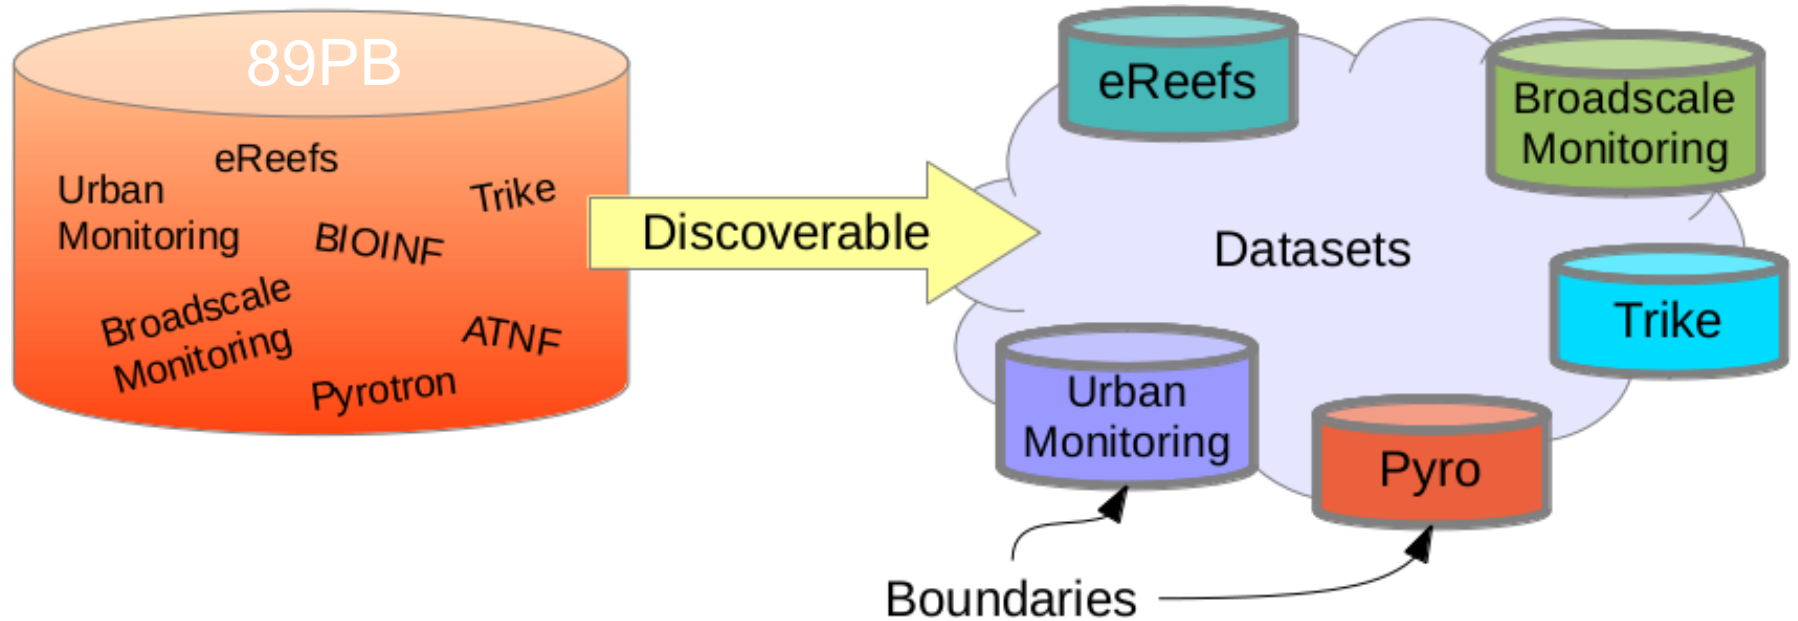 89PB
eReefs
Urban
Monitoring
Trike
BIOINF
Broadscale
Monitoring
ATNF
Pyrotron
Discoverable
eReefs
Broadscale
Monitoring
Datasets
Trike
Urban
Monitoring
Pyro
Boundaries